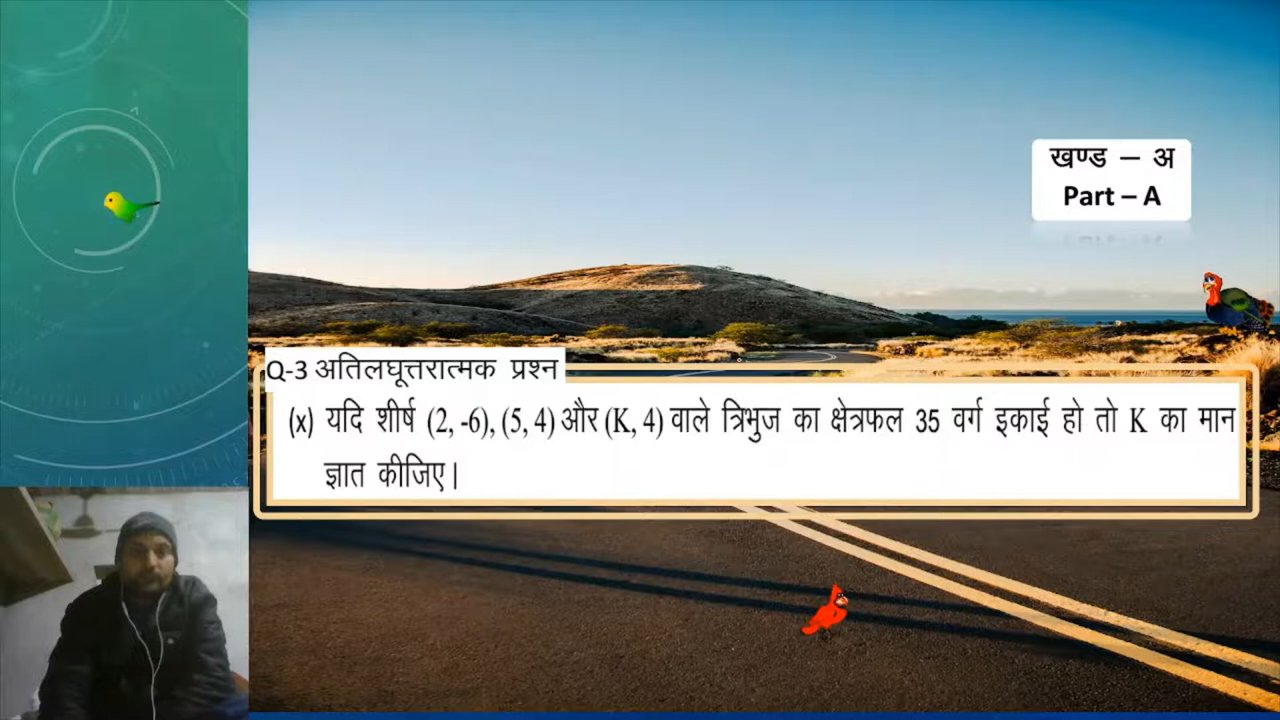 खण्ड – अ
Part – A
Q-3 अतिलघूत्तरात्मक प्रश्न
(x) यदि शीर्ष (2, -6), (5, 4) और (K, 4) वाले त्रिभुज का क्षेत्रफल 35 वर्ग इकाई हो तो K का मान
ज्ञात कीजिए।